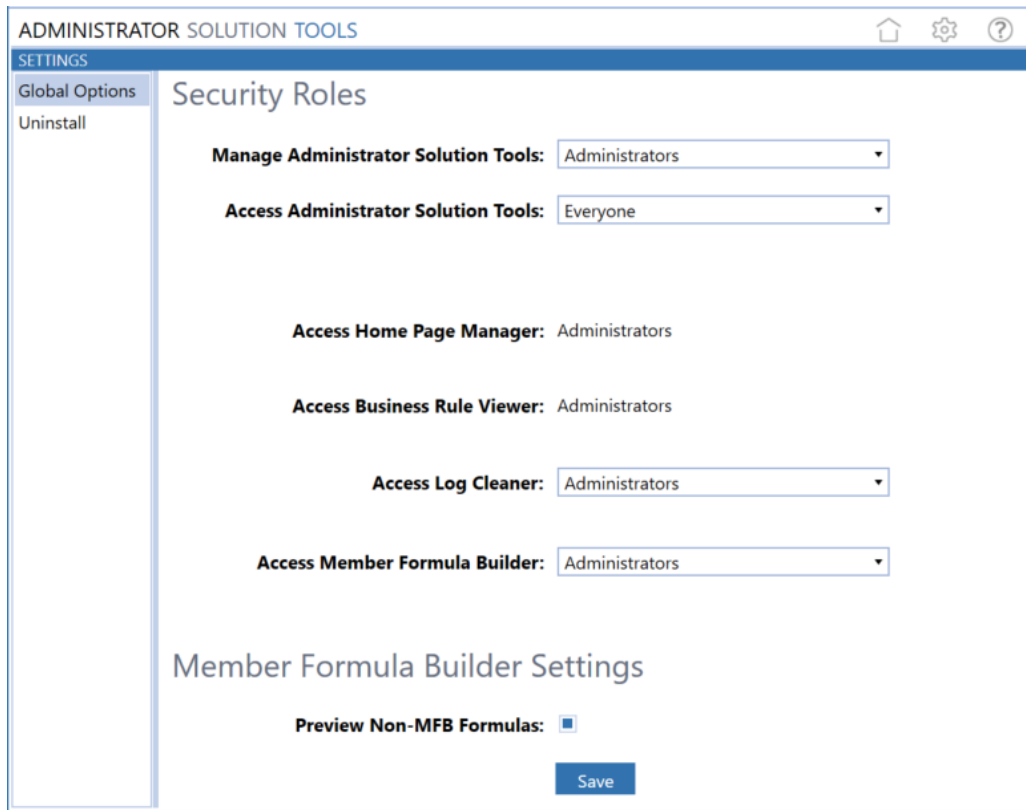 ADMINISTRATOR SOLUTION TOOLS
?
SETTINGS
Global Options
Uninstall
Security Roles
Manage Administrator Solution Tools: Administrators
Access Administrator Solution Tools: Everyone
Access Home Page Manager: Administrators
Access Business Rule Viewer: Administrators
Access Log Cleaner: Administrators
Access Member Formula Builder: Administrators
Member Formula Builder Settings
Preview Non-MFB Formulas:
Save